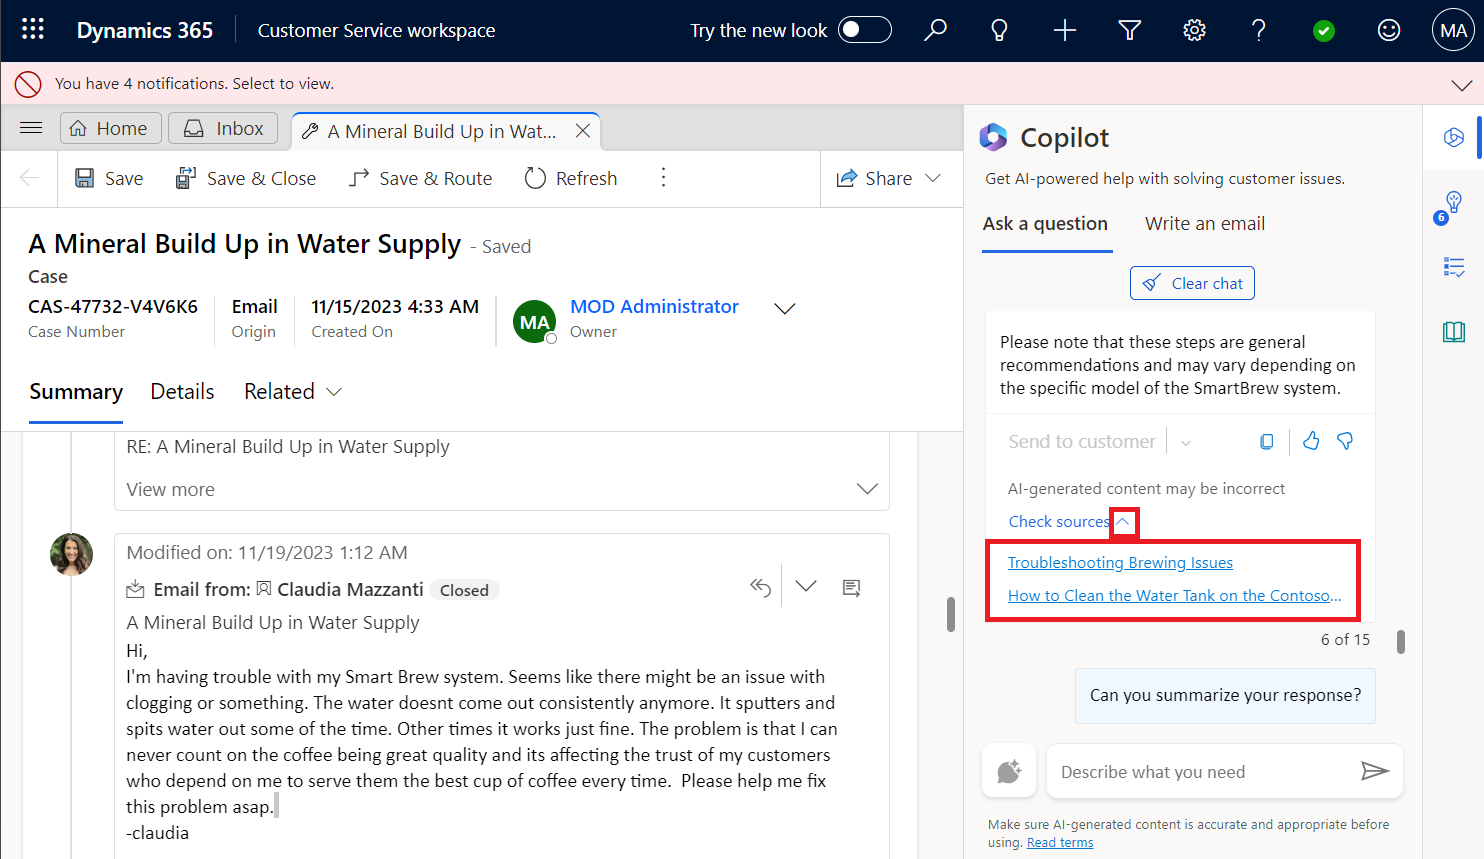 Dynamics 365
Customer Service workspace
Try the new look
MA
You have 4 notifications. Select to view.
Home
Inbox
A Mineral Build Up in Wat...
Save
Save & Close
Save & Route
Refresh
Share
A Mineral Build Up in Water Supply - Saved
Case
CAS-47732-V4V6K6
Case Number
Email
Origin
11/15/2023 4:33 AM
Created On
MA
MOD Administrator
Owner
Summary
Details
Related
RE: A Mineral Build Up in Water Supply
View more
Modified on: 11/19/2023 1:12 AM
Email from: Claudia Mazzanti Closed
A Mineral Build Up in Water Supply
Hi,
I'm having trouble with my Smart Brew system. Seems like there might be an issue with
clogging or something. The water doesnt come out consistently anymore. It sputters and
spits water out some of the time. Other times it works just fine. The problem is that I can
never count on the coffee being great quality and its affecting the trust of my customers
who depend on me to serve them the best cup of coffee every time.  Please help me fix
this problem asap.
-claudia
Copilot
Get AI-powered help with solving customer issues.
Ask a question
Write an email
Clear chat
Please note that these steps are general
recommendations and may vary depending on
the specific model of the SmartBrew system.
Send to customer
AI-generated content may be incorrect
Check sources
Troubleshooting Brewing Issues
How to Clean the Water Tank on the Contoso...
6 of 15
Can you summarize your response?
Describe what you need
Make sure AI-generated content is accurate and appropriate before
using. Read terms
6